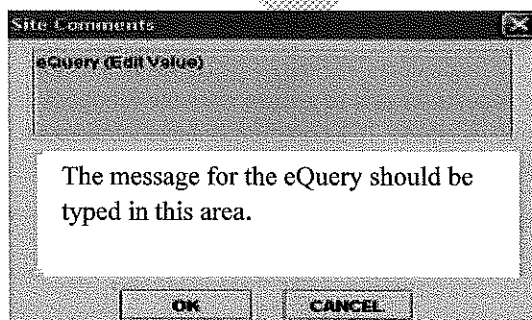 Site Comments
eQuery (Edit Value)
The message for the eQuery should be
typed in this area.
OK
CANCEL